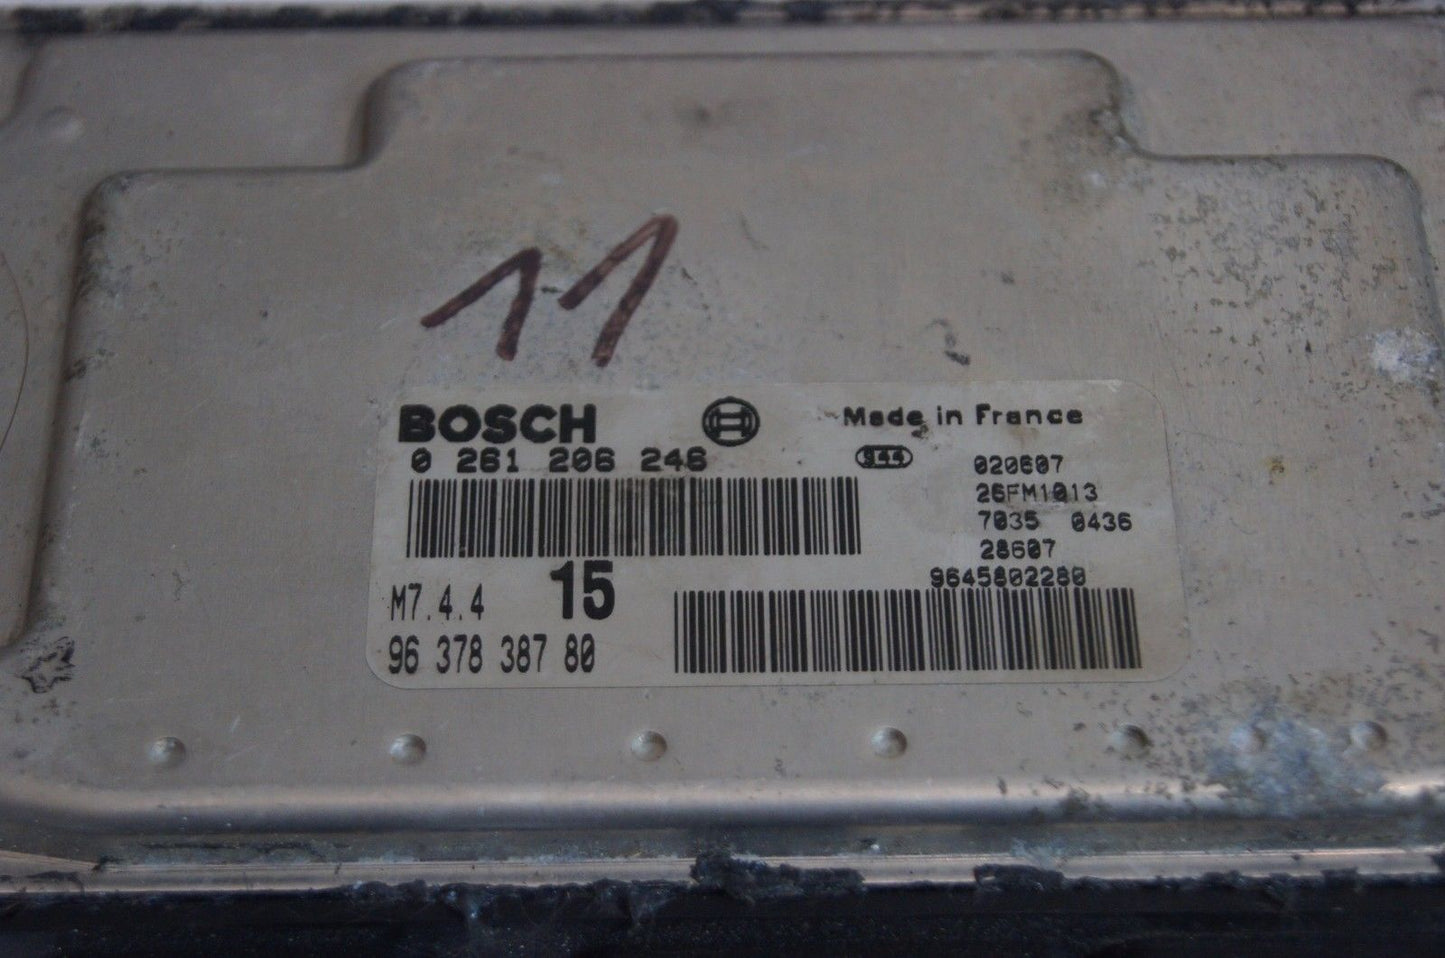 11
BOSCH
Made in France
0 261 206 246
944
020607
26FM1013
7035 0436
28607
9645802280
M7.4.4 15
96 378 387 80